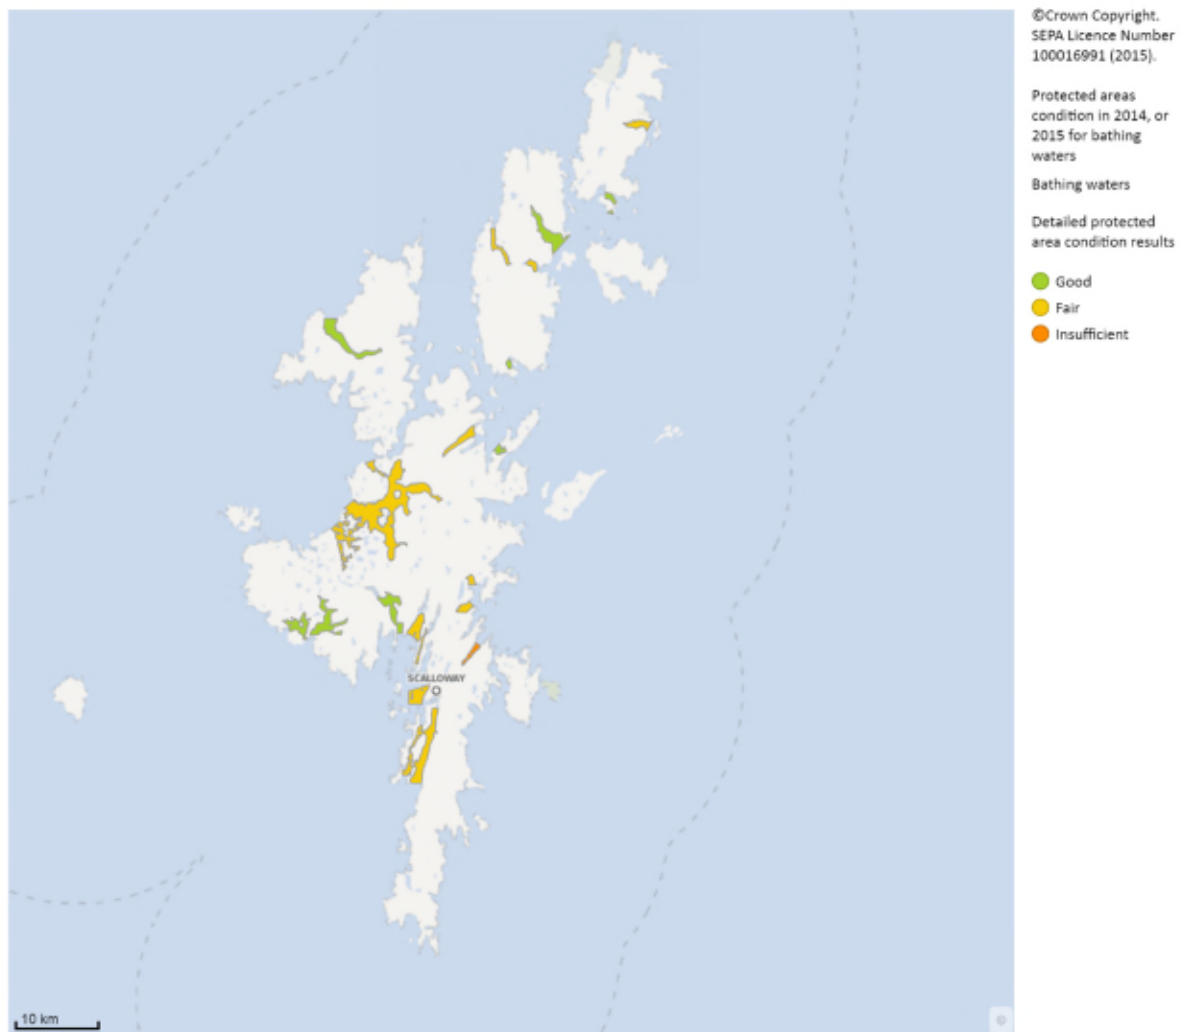 ©Crown Copyright.
SEPA Licence Number
100016991 (2015).
Protected areas
condition in 2014, or
2015 for bathing
waters
Bathing waters
Detailed protected
area condition results
Good
Fair
Insufficient
SCALLOWAY
10 km
©